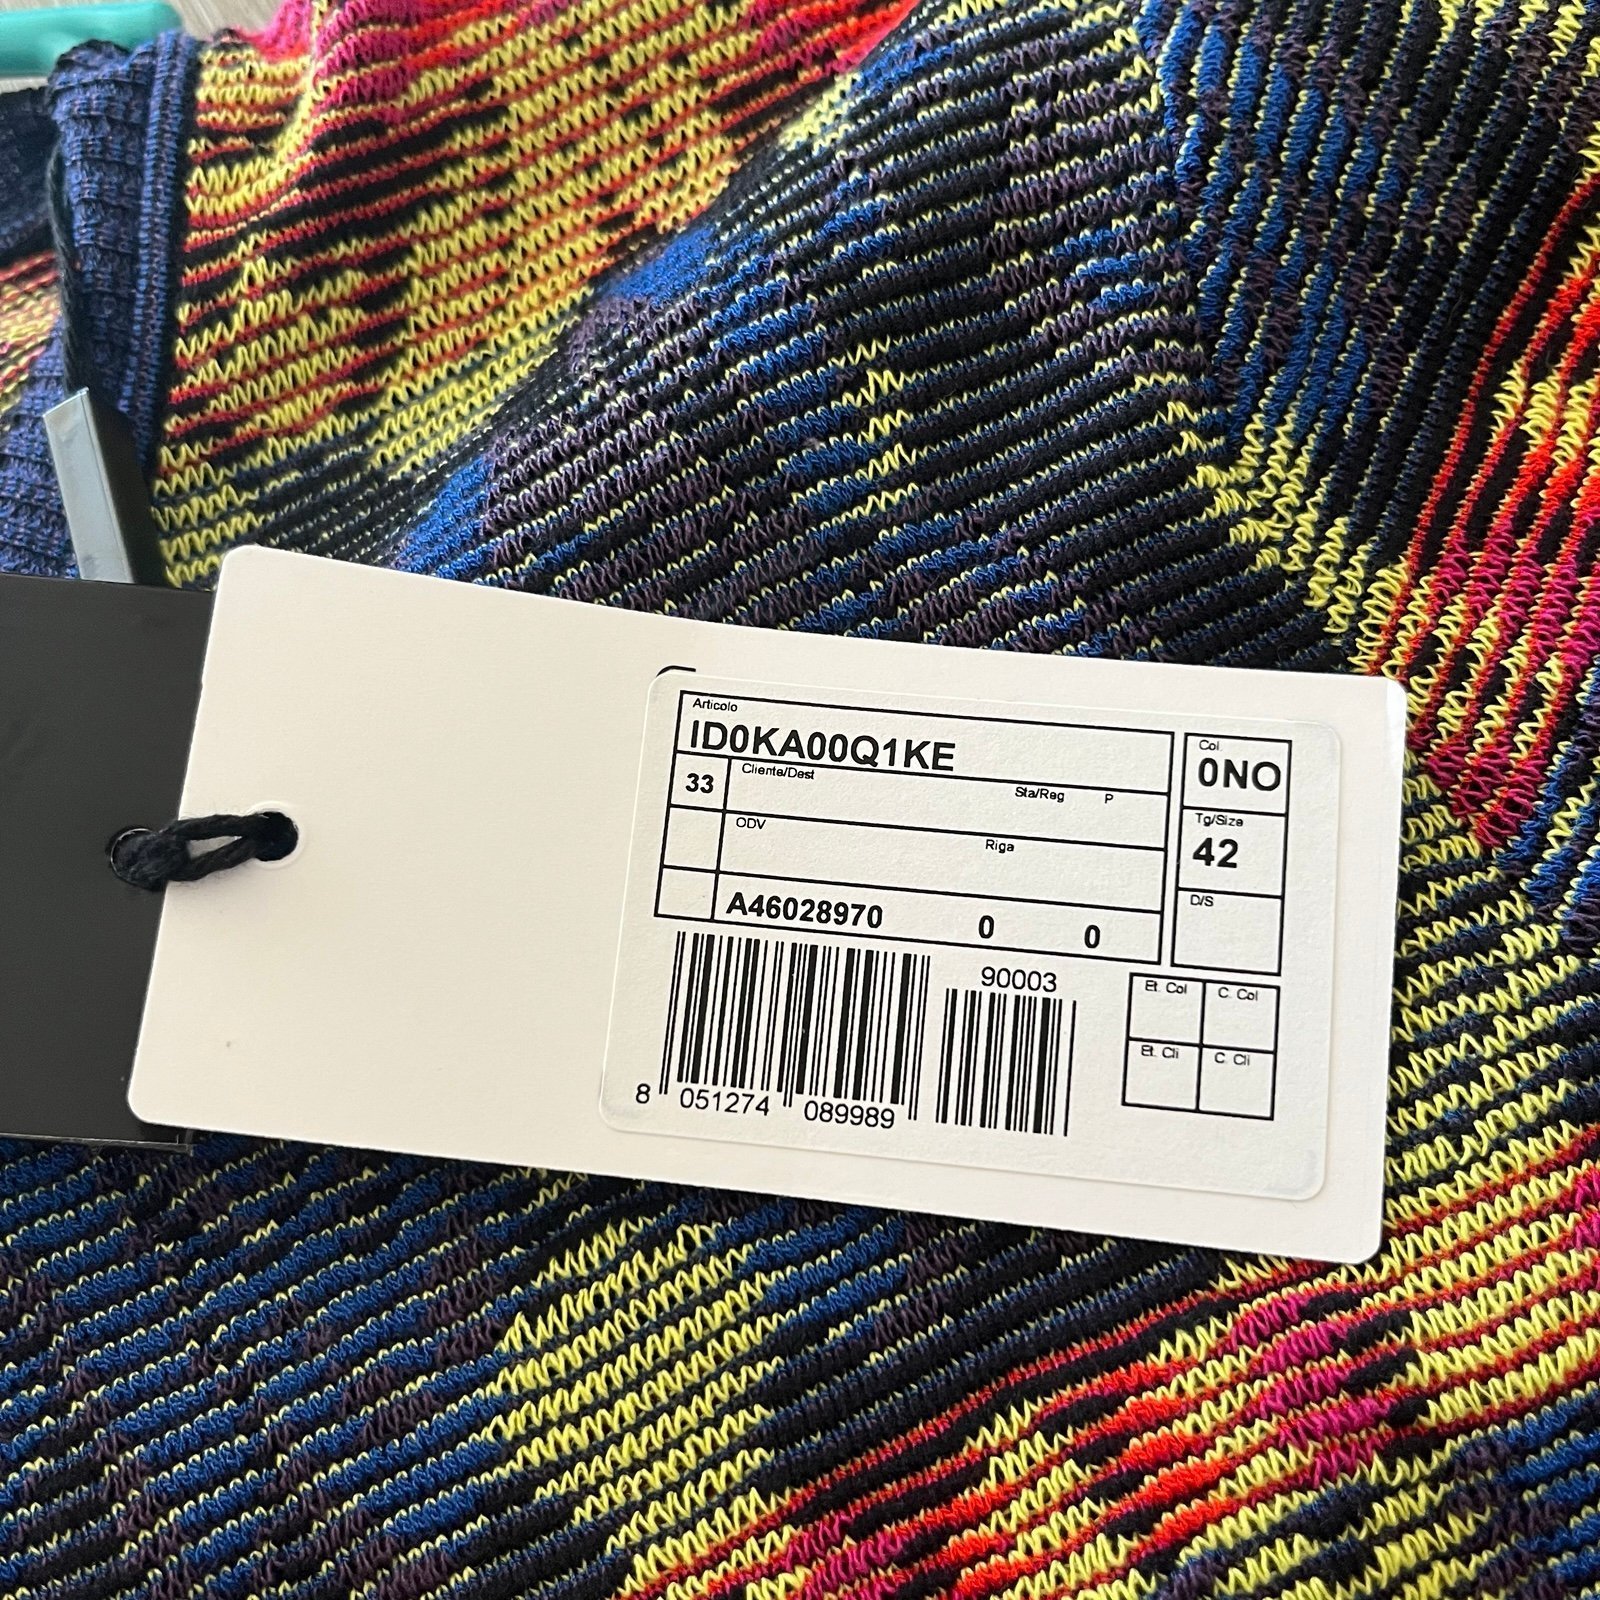 Articolo
ID0KA00Q1KE
Col.
0NO
33
Cliente/Dest
Sta/Reg
P
Tg/Size
42
ODV
Riga
D/S
A46028970 0 0
90003
Et. Col
C. Col
Et. Cli
C. Cli
8 051274 089989